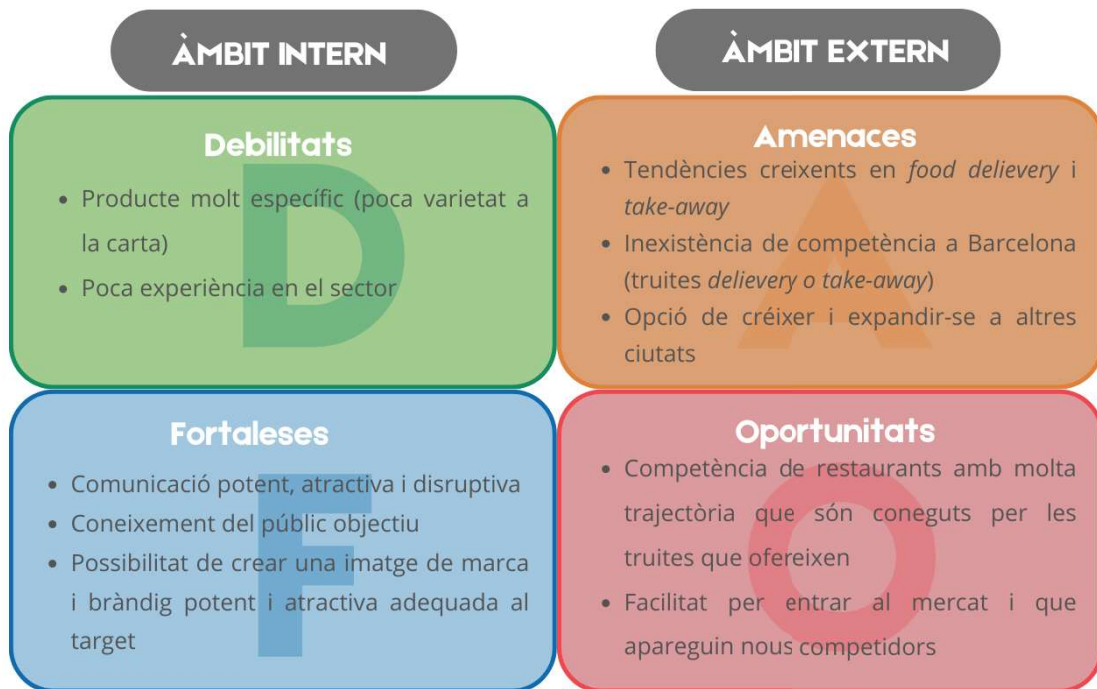 ÀMBIT INTERN
ÀMBIT EXTERN
Debilitats
• Producte molt específic (poca varietat a
la carta)
• Poca experiència en el sector
D
Amenaces
• Tendències creixents en food delievery i
take-away
• Inexistència de competència a Barcelona
(truites delievery o take-away)
• Opció de créixer i expandir-se a altres
ciutats
A
Fortaleses
• Comunicació potent, atractiva i disruptiva
• Coneixement del públic objectiu
• Possibilitat de crear una imatge de marca
i bràndig potent i atractiva adequada al
target
F
Oportunitats
• Competència de restaurants amb molta
trajectòria que són coneguts per les
truites que ofereixen
• Facilitat per entrar al mercat i que
apareguin nous competidors
O